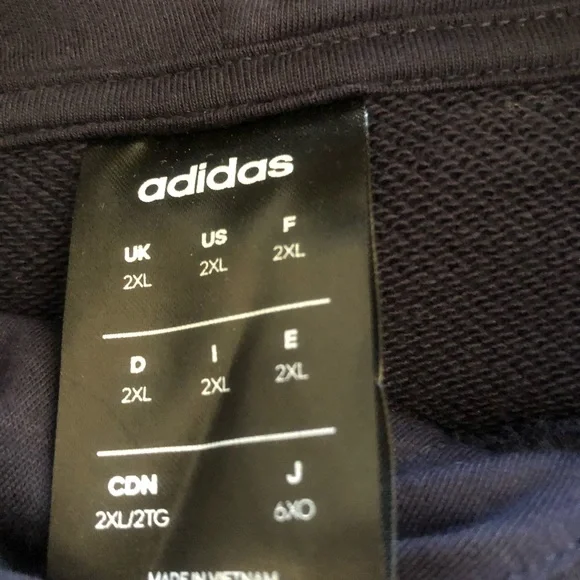 adidas
UK US F
2XL 2XL 2XL
D I E
2XL 2XL 2XL
CDN J
2XL/2TG 6XO
MADE IN VIETNAM